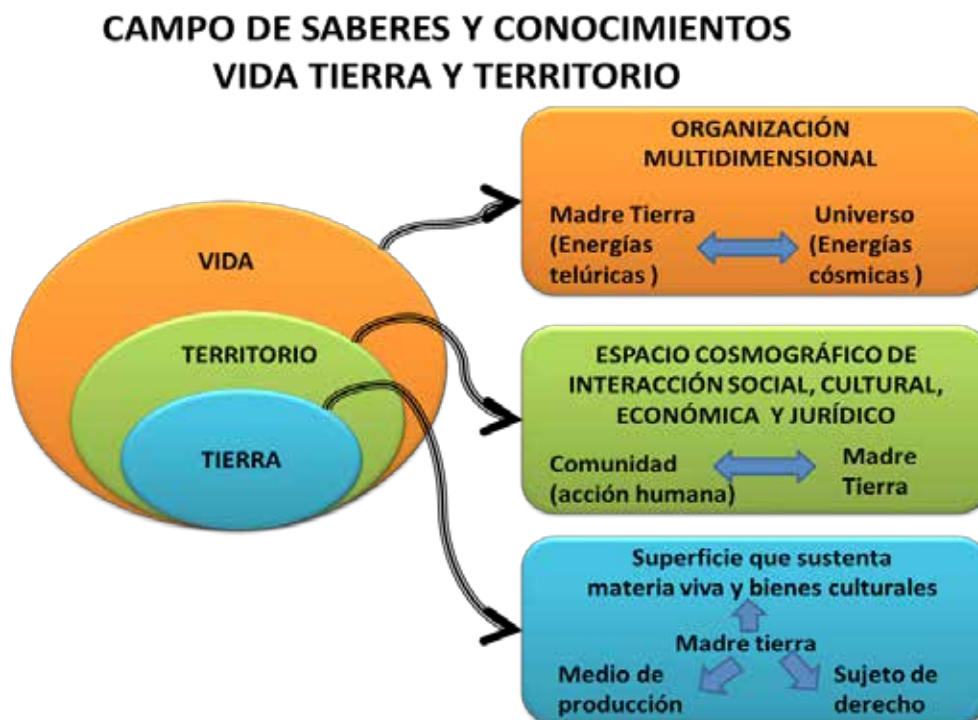 CAMPO DE SABERES Y CONOCIMIENTOS
VIDA TIERRA Y TERRITORIO
VIDA
TERRITORIO
TIERRA
ORGANIZACIÓN
MULTIDIMENSIONAL
Madre Tierra
(Energías
telúricas )
Universo
(Energías
cósmicas )
ESPACIO COSMOGRÁFICO DE
INTERACCIÓN SOCIAL, CULTURAL,
ECONÓMICA Y JURÍDICO
Comunidad
(acción humana)
Madre
Tierra
Superficie que sustenta
materia viva y bienes culturales
Madre tierra
Medio de
producción
Sujeto de
derecho